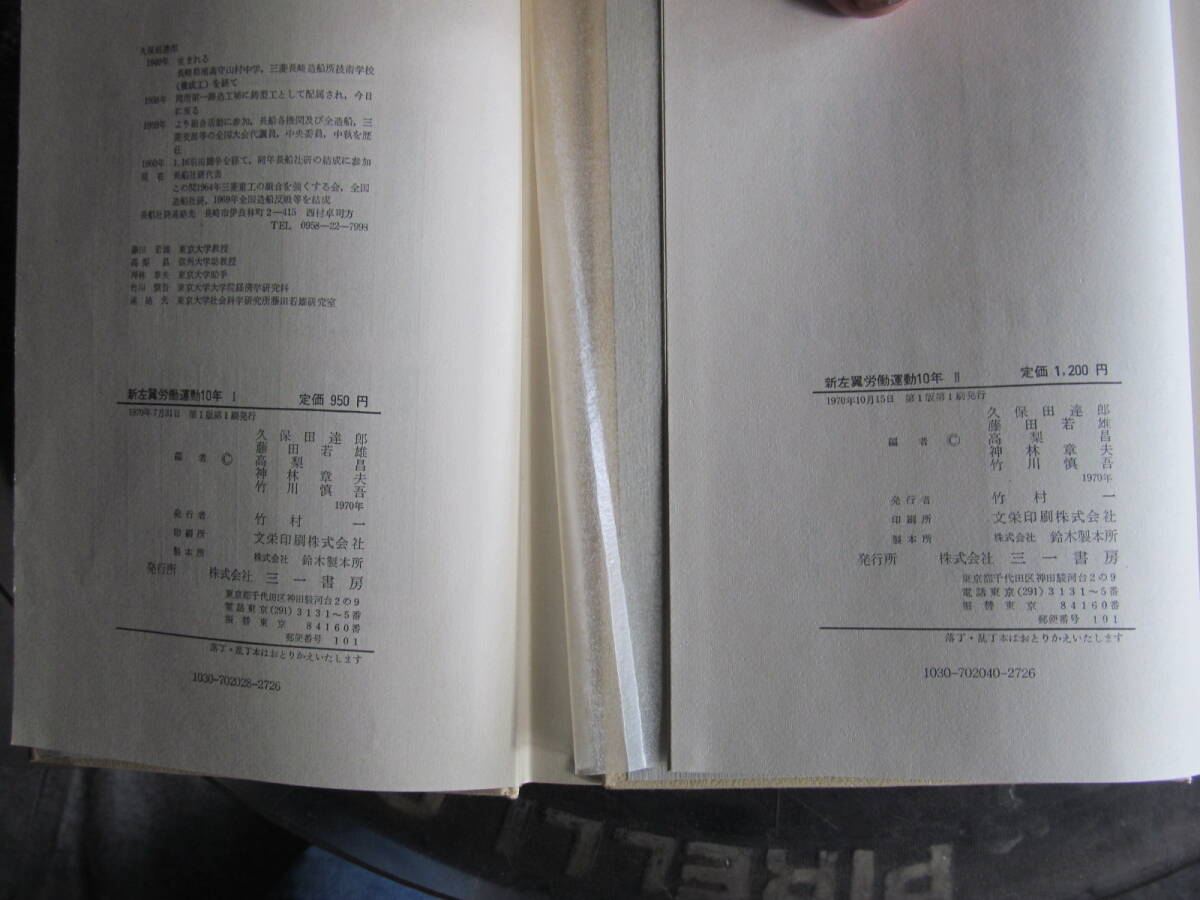 久保田達郎
1940年 生まれる
長崎県南高守山村中学，三菱長崎造船所技術学校
(養成工)を経て
1958年 同所第一鋳造工場に鋳型工として配属され，今日
に至る
1959年 より組合活動に参加，長船各機関及び全造船，三
菱支部等の全国大会代議員，中央委員，中執を歴
任
1960年 1.16羽田闘争を経て，同年長船社研の結成に参加
現在 長船社研代表
この間1964年三菱重工の組合を強くする会，全国
造船社研，1969年全国造船反戦等を結成
長船社研連絡先 長崎市伊良林町2—415 西村卓司方
TEL 0958—22—7993
藤田 若雄 東京大学教授
高梨 昌 信州大学助教授
神林 章夫 東京大学助手
竹川 慎吾 東京大学大学院経済学研究科
連絡先 東京大学社会科学研究所藤田若雄研究室
新左翼労働運動10年 Ⅰ 定価 950 円
1970年7月31日 第1版第1刷発行
編者 © 久保田達郎
藤田若雄
高梨昌
神林章夫
竹川慎吾
1970年
発行者 竹村一
印刷所 文栄印刷株式会社
製本所 株式会社 鈴木製本所
発行所 株式会社 三一書房
東京都千代田区神田駿河台2の9
電話東京(291)3131～5番
振替東京 84160番
郵便番号 101
落丁・乱丁本はおとりかえいたします
1030-702028-2726
新左翼労働運動10年 Ⅱ 定価 1,200 円
1970年10月15日 第1版第1刷発行
編者 © 久保田達郎
藤田若雄
高梨昌
神林章夫
竹川慎吾
1970年
発行者 竹村一
印刷所 文栄印刷株式会社
製本所 株式会社 鈴木製本所
発行所 株式会社 三一書房
東京都千代田区神田駿河台2の9
電話東京(291)3131～5番
振替東京 84160番
郵便番号 101
落丁・乱丁本はおとりかえいたします
1030-702040-2726
PIRELLI